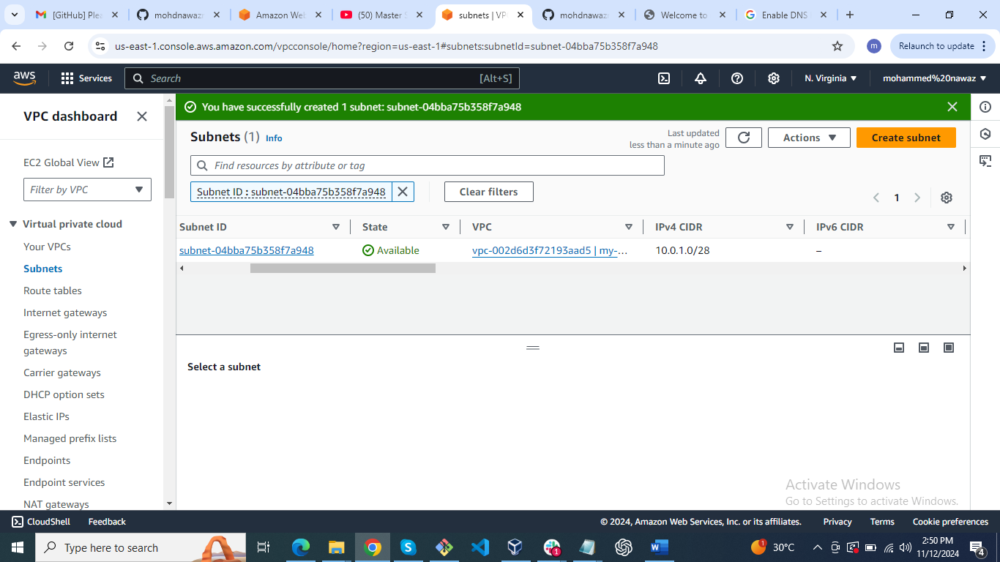 [GitHub] Plea
mohdnawaz
Amazon Web
(50) Master S
subnets | VP
mohdnawaz
Welcome to
Enable DNS
us-east-1.console.aws.amazon.com/vpcconsole/home?region=us-east-1#subnets:subnetId=subnet-04bba75b358f7a948
m
Relaunch to update
aws
Services
Search
[Alt+S]
N. Virginia
mohammed%20nawaz
VPC dashboard
EC2 Global View
Filter by VPC
Virtual private cloud
Your VPCs
Subnets
Route tables
Internet gateways
Egress-only internet
gateways
Carrier gateways
DHCP option sets
Elastic IPs
Managed prefix lists
Endpoints
Endpoint services
NAT gateways
You have successfully created 1 subnet: subnet-04bba75b358f7a948
Subnets (1) Info
Last updated
less than a minute ago
Actions
Create subnet
Find resources by attribute or tag
Subnet ID : subnet-04bba75b358f7a948
Clear filters
1
Subnet ID State VPC IPv4 CIDR IPv6 CIDR
subnet-04bba75b358f7a948 Available vpc-002d6d3f72193aad5 | my-... 10.0.1.0/28 –
Select a subnet
Activate Windows
Go to Settings to activate Windows.
CloudShell Feedback
© 2024, Amazon Web Services, Inc. or its affiliates. Privacy Terms Cookie preferences
Type here to search
1
1
30°C
2:50 PM
11/12/2024
4